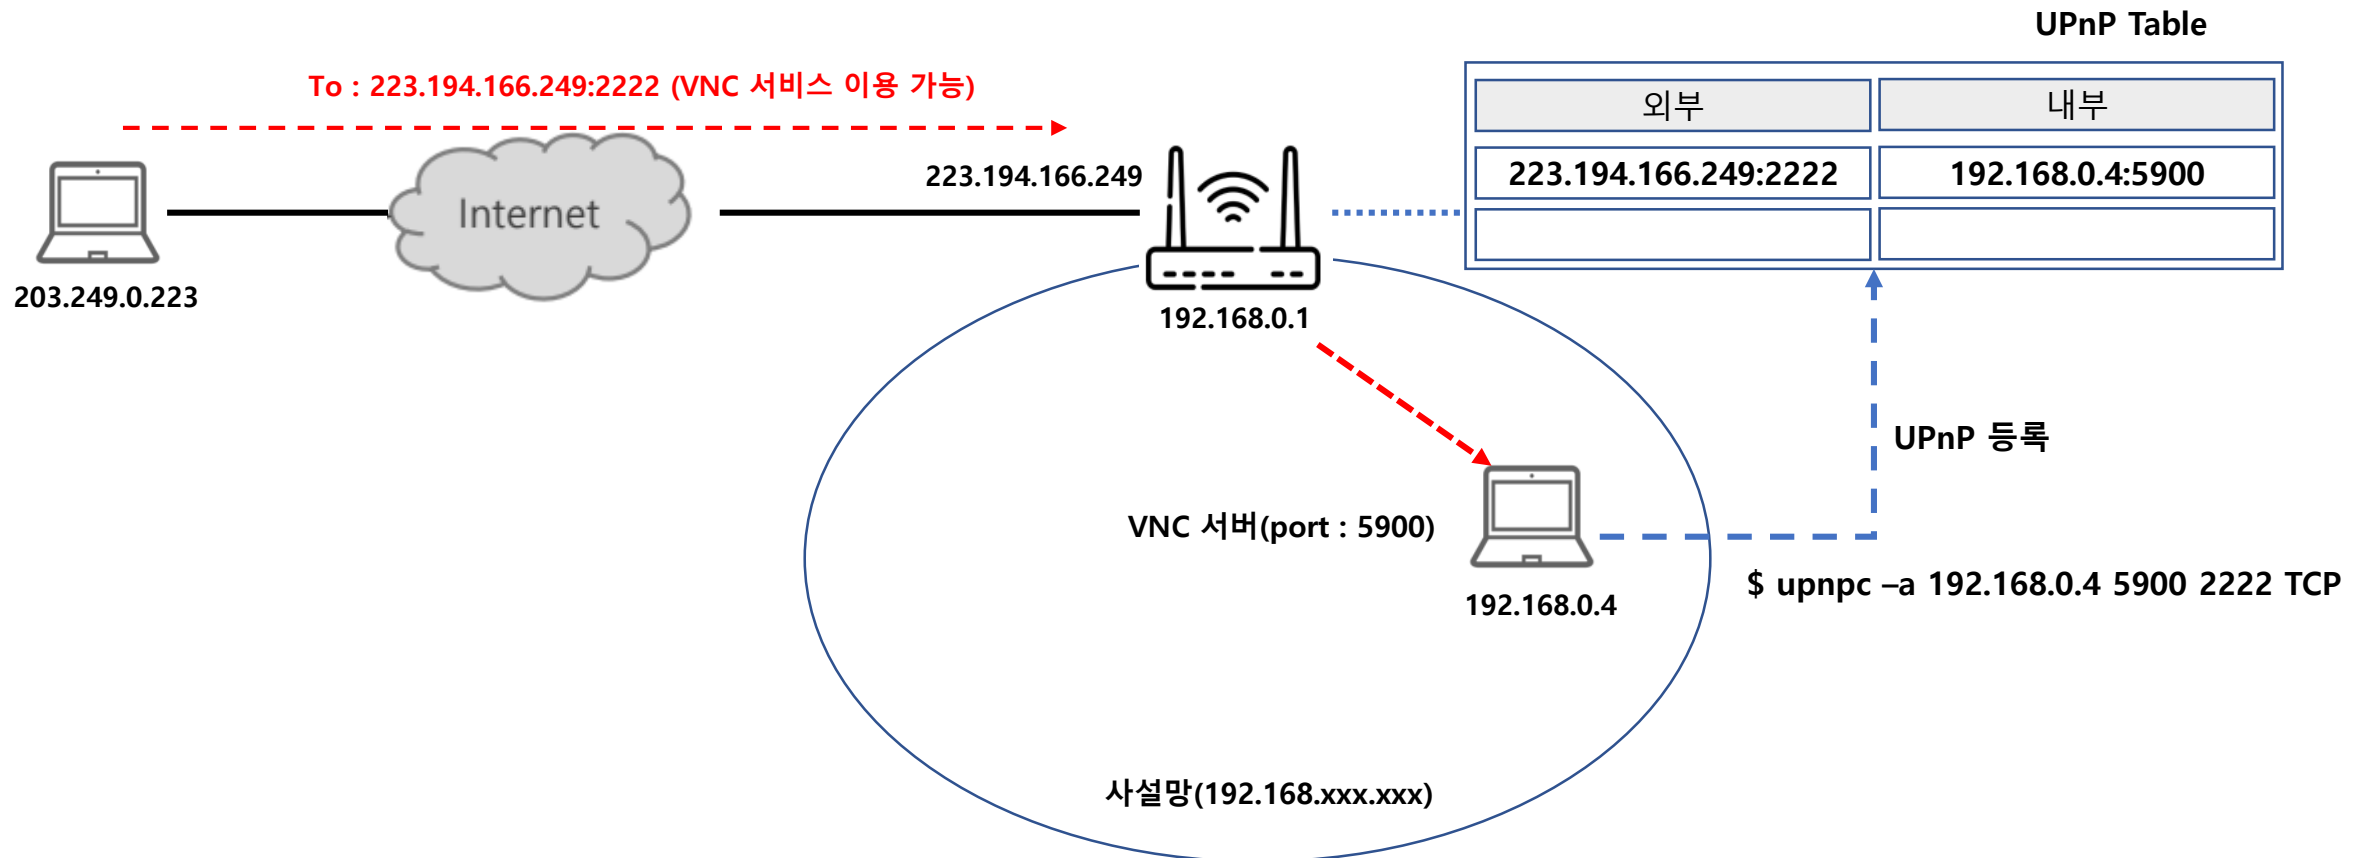 UPnP Table
To : 223.194.166.249:2222 (VNC 서비스 이용 가능)
외부 내부
223.194.166.249:2222 192.168.0.4:5900
223.194.166.249
Internet
203.249.0.223
192.168.0.1
UPnP 등록
VNC 서버(port : 5900)
$ upnpc –a 192.168.0.4 5900 2222 TCP
192.168.0.4
사설망(192.168.xxx.xxx)